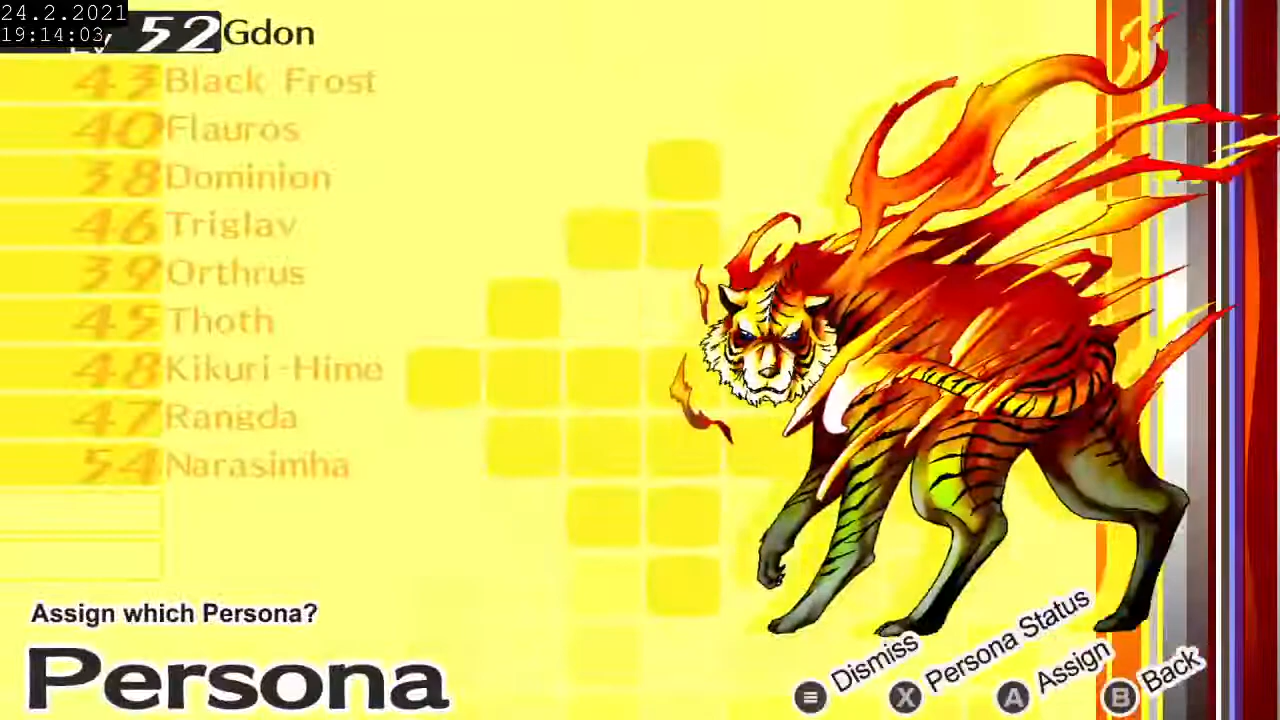 24.2.2021
19:14:03
Lv 52 Gdon
43 Black Frost
40 Flauros
38 Dominion
46 Triglav
39 Orthrus
45 Thoth
48 Kikuri-Hime
47 Rangda
54 Narasimha
Assign which Persona?
Persona
Dismiss
X Persona Status
A Assign
B Back